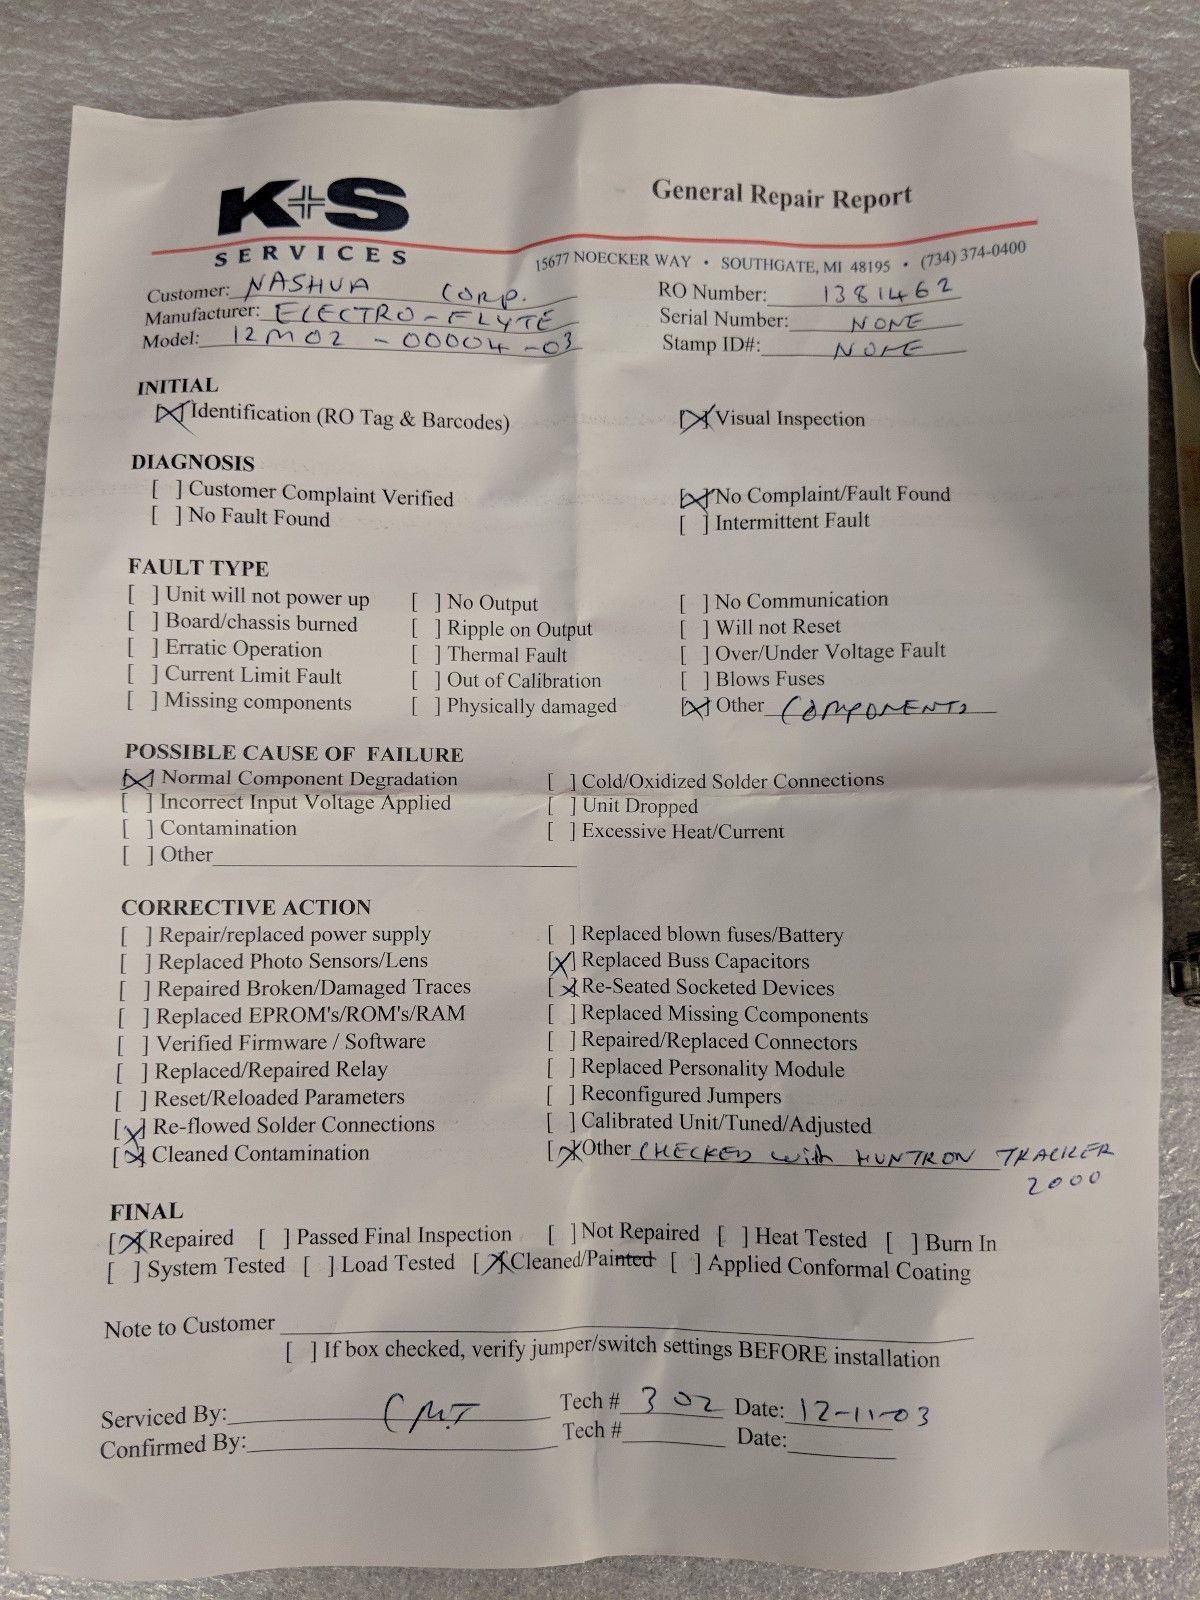 K+S
SERVICES
General Repair Report
15677 NOECKER WAY • SOUTHGATE, MI 48195 • (734) 374-0400
Customer: NASHUA CORP. RO Number: 1381462
Manufacturer: ELECTRO-FLYTE Serial Number: NONE
Model: 12M02-00004-03 Stamp ID#: NONE
INITIAL
[X] Identification (RO Tag & Barcodes) [X] Visual Inspection
DIAGNOSIS
[ ] Customer Complaint Verified [X] No Complaint/Fault Found
[ ] No Fault Found [ ] Intermittent Fault
FAULT TYPE
[ ] Unit will not power up [ ] No Output [ ] No Communication
[ ] Board/chassis burned [ ] Ripple on Output [ ] Will not Reset
[ ] Erratic Operation [ ] Thermal Fault [ ] Over/Under Voltage Fault
[ ] Current Limit Fault [ ] Out of Calibration [ ] Blows Fuses
[ ] Missing components [ ] Physically damaged [X] Other COMPONENTS
POSSIBLE CAUSE OF FAILURE
[X] Normal Component Degradation [ ] Cold/Oxidized Solder Connections
[ ] Incorrect Input Voltage Applied [ ] Unit Dropped
[ ] Contamination [ ] Excessive Heat/Current
[ ] Other
CORRECTIVE ACTION
[ ] Repair/replaced power supply [ ] Replaced blown fuses/Battery
[ ] Replaced Photo Sensors/Lens [X] Replaced Buss Capacitors
[ ] Repaired Broken/Damaged Traces [X] Re-Seated Socketed Devices
[ ] Replaced EPROM's/ROM's/RAM [ ] Replaced Missing Ccomponents
[ ] Verified Firmware / Software [ ] Repaired/Replaced Connectors
[ ] Replaced/Repaired Relay [ ] Replaced Personality Module
[ ] Reset/Reloaded Parameters [ ] Reconfigured Jumpers
[X] Re-flowed Solder Connections [ ] Calibrated Unit/Tuned/Adjusted
[X] Cleaned Contamination [X] Other CHECKED with HUNTRON TRACKER
2000
FINAL
[X] Repaired [ ] Passed Final Inspection [ ] Not Repaired [ ] Heat Tested [ ] Burn In
[ ] System Tested [ ] Load Tested [X] Cleaned/Painted [ ] Applied Conformal Coating
Note to Customer
[ ] If box checked, verify jumper/switch settings BEFORE installation
Serviced By: CMT Tech # 302 Date: 12-11-03
Confirmed By: Tech # Date: